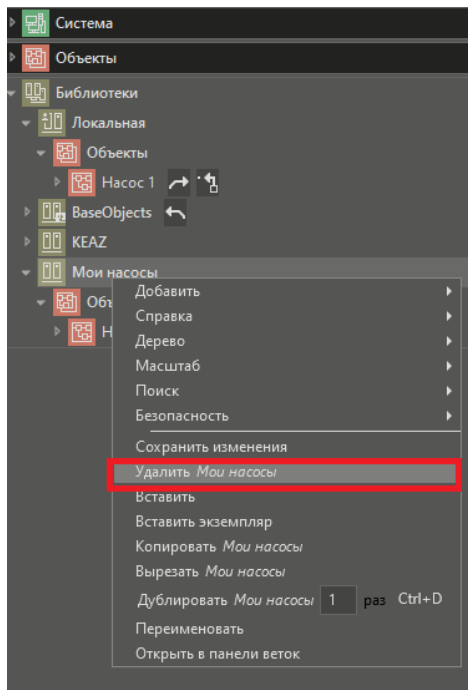 Система
Объекты
Библиотеки
Локальная
Объекты
Насос 1
BaseObjects
KEAZ
Мои насосы
Объ
Н
Добавить
Справка
Дерево
Масштаб
Поиск
Безопасность
Сохранить изменения
Удалить Мои насосы
Вставить
Вставить экземпляр
Копировать Мои насосы
Вырезать Мои насосы
Дублировать Мои насосы 1 раз Ctrl+D
Переименовать
Открыть в панели веток